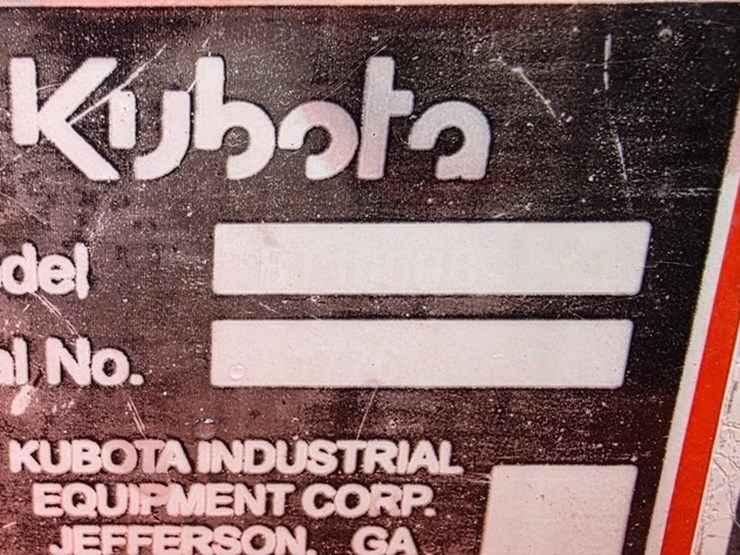 Kubota
del
al No.
KUBOTA INDUSTRIAL
EQUIPMENT CORP.
JEFFERSON, GA